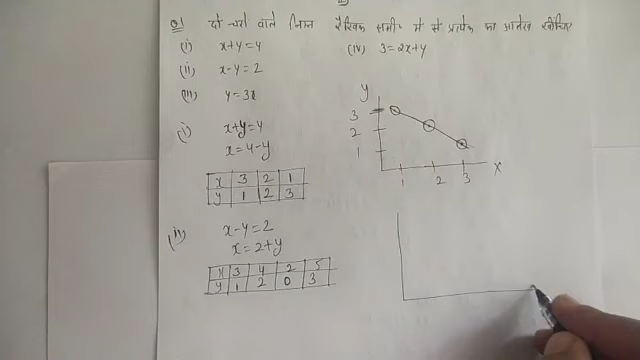 Q1 दो चरो वाले निम्न रैखिक समी० में से प्रत्येक का आलेख खींचिए
(i) x+y=4 (iv) 3=2x+y
(ii) x-y=2
(iii) y=3x
(i) x+y=4
x=4-y
x 3 2 1
y 1 2 3
y
3
2
1
1 2 3 x
(ii) x-y=2
x=2+y
x 3 4 2 5
y 1 2 0 3